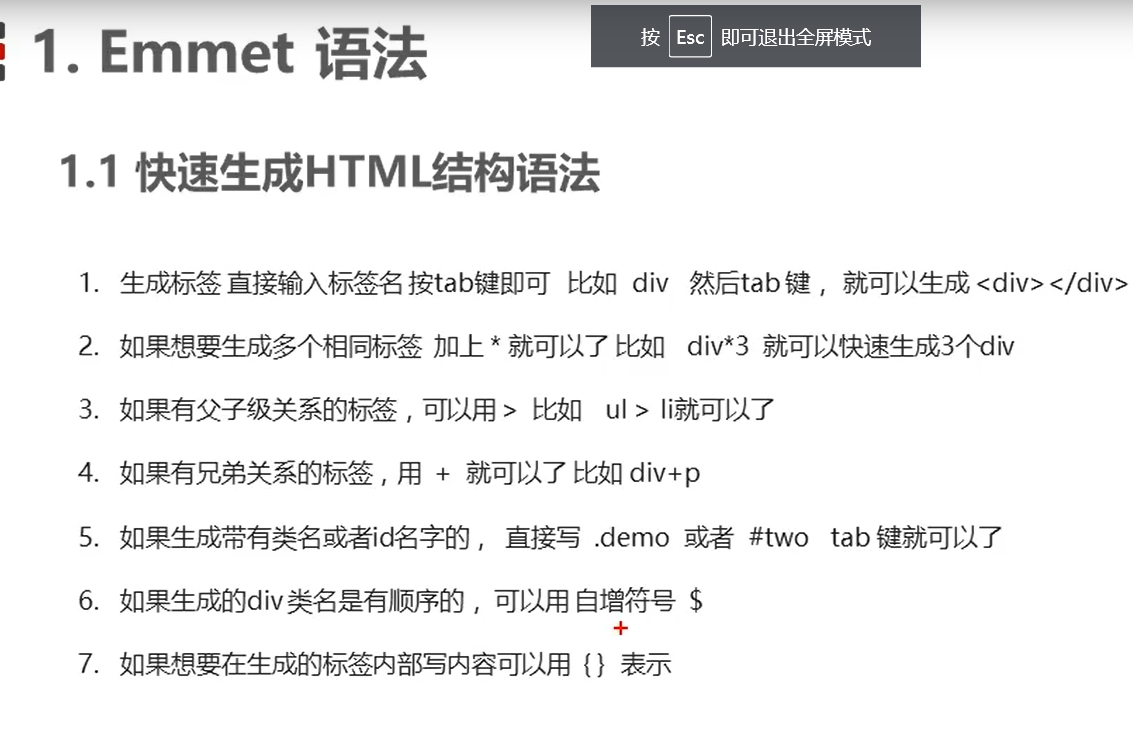 1. Emmet 语法
按 Esc 即可退出全屏模式
1.1 快速生成HTML结构语法
1. 生成标签 直接输入标签名 按tab键即可 比如 div 然后tab 键， 就可以生成 <div></div>
2. 如果想要生成多个相同标签 加上 * 就可以了 比如 div*3 就可以快速生成3个div
3. 如果有父子级关系的标签，可以用 > 比如 ul > li就可以了
4. 如果有兄弟关系的标签，用 + 就可以了 比如 div+p
5. 如果生成带有类名或者id名字的， 直接写 .demo 或者 #two tab 键就可以了
6. 如果生成的div 类名是有顺序的， 可以用 自增符号 $
7. 如果想要在生成的标签内部写内容可以用 { } 表示